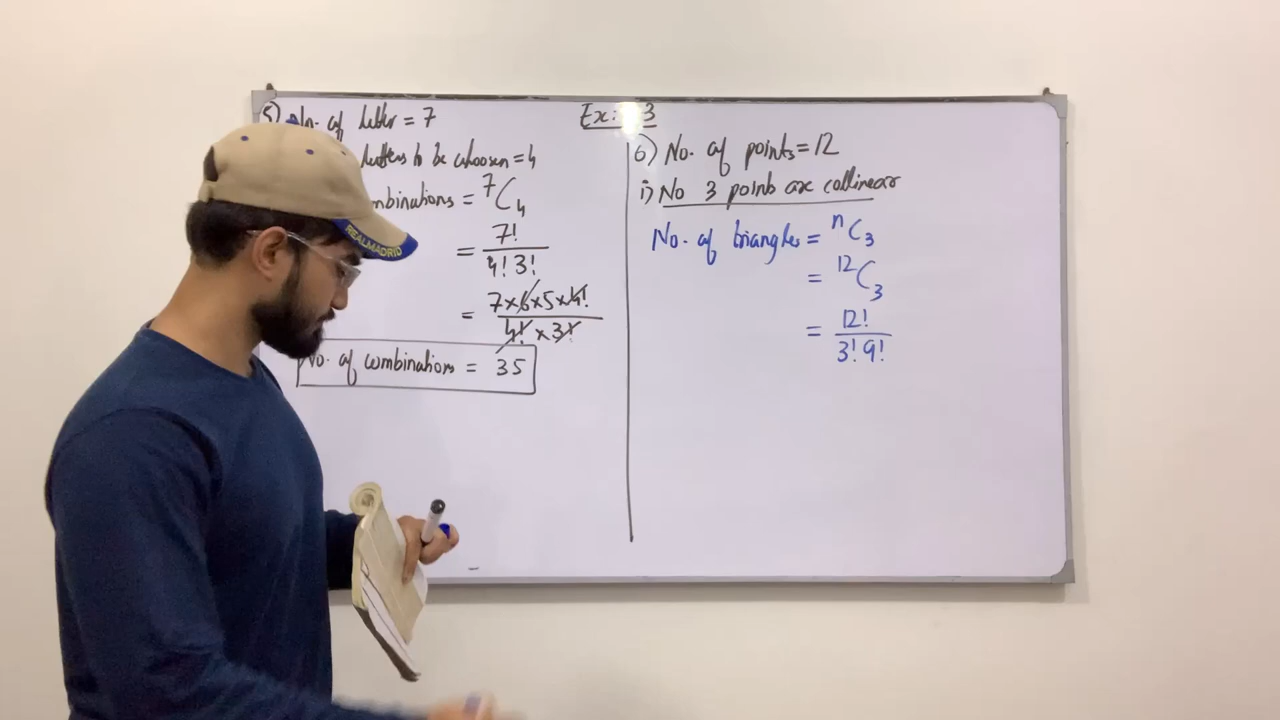 Ex: 3
5) No. of letter = 7
letters to be choosen = 4
mbinations = ⁷C₄
= 7! / 4! 3!
= 7×6×5×4! / 4! × 3!
No. of combinations = 35
6) No. of points = 12
i) No 3 points are collinear
No. of triangles = ⁿC₃
= ¹²C₃
= 12! / 3! 9!
REALMADRID